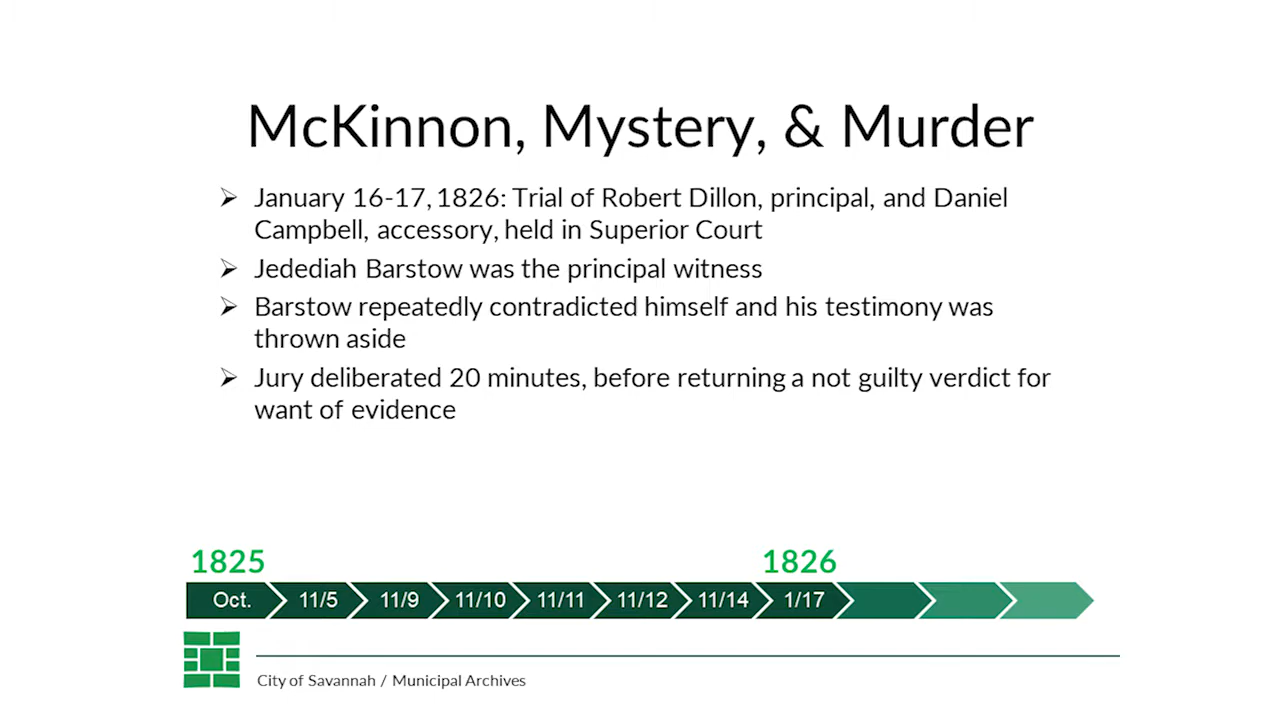 McKinnon, Mystery, & Murder
➢ January 16-17, 1826: Trial of Robert Dillon, principal, and Daniel
Campbell, accessory, held in Superior Court
➢ Jedediah Barstow was the principal witness
➢ Barstow repeatedly contradicted himself and his testimony was
thrown aside
➢ Jury deliberated 20 minutes, before returning a not guilty verdict for
want of evidence
1825 1826
Oct. 11/5 11/9 11/10 11/11 11/12 11/14 1/17
City of Savannah / Municipal Archives